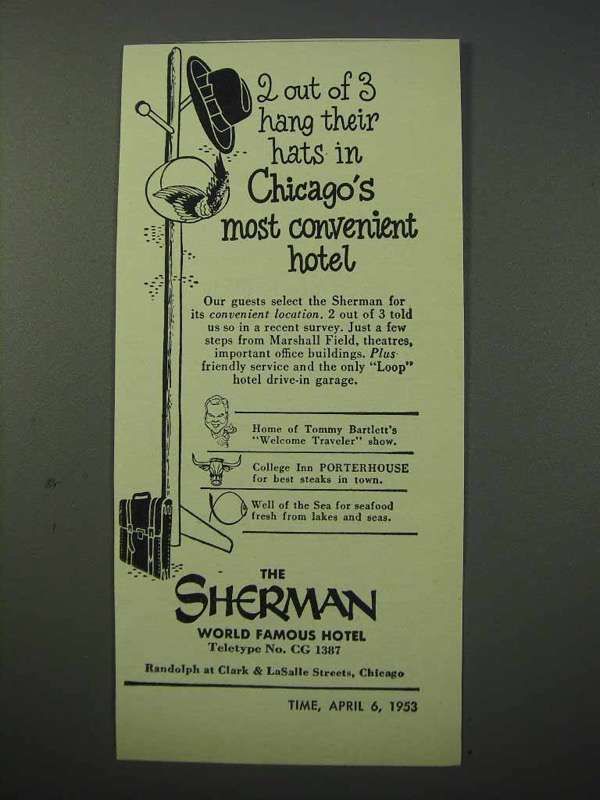 2 out of 3
hang their
hats in
Chicago's
most convenient
hotel
Our guests select the Sherman for
its convenient location. 2 out of 3 told
us so in a recent survey. Just a few
steps from Marshall Field, theatres,
important office buildings. Plus
friendly service and the only "Loop"
hotel drive-in garage.
Home of Tommy Bartlett's
"Welcome Traveler" show.
College Inn PORTERHOUSE
for best steaks in town.
Well of the Sea for seafood
fresh from lakes and seas.
THE
SHERMAN
WORLD FAMOUS HOTEL
Teletype No. CG 1387
Randolph at Clark & LaSalle Streets, Chicago
TIME, APRIL 6, 1953